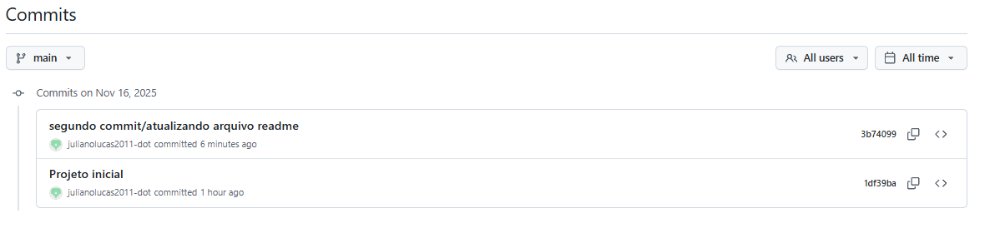 Commits
main
All users
All time
Commits on Nov 16, 2025
segundo commit/atualizando arquivo readme
julianolucas2011-dot committed 6 minutes ago
3b74099
Projeto inicial
julianolucas2011-dot committed 1 hour ago
1df39ba